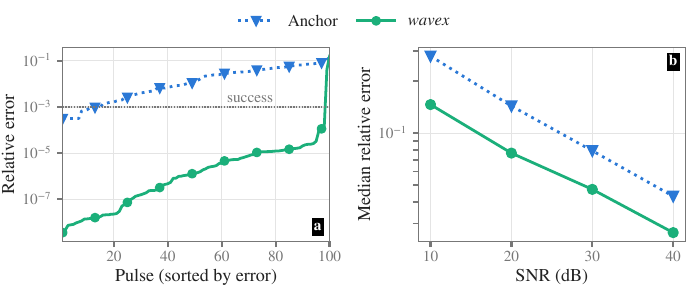 Anchor wavex
10⁻¹
10⁻³
10⁻⁵
10⁻⁷
Relative error
success
a
20 40 60 80 100
Pulse (sorted by error)
10⁻¹
Median relative error
b
10 20 30 40
SNR (dB)